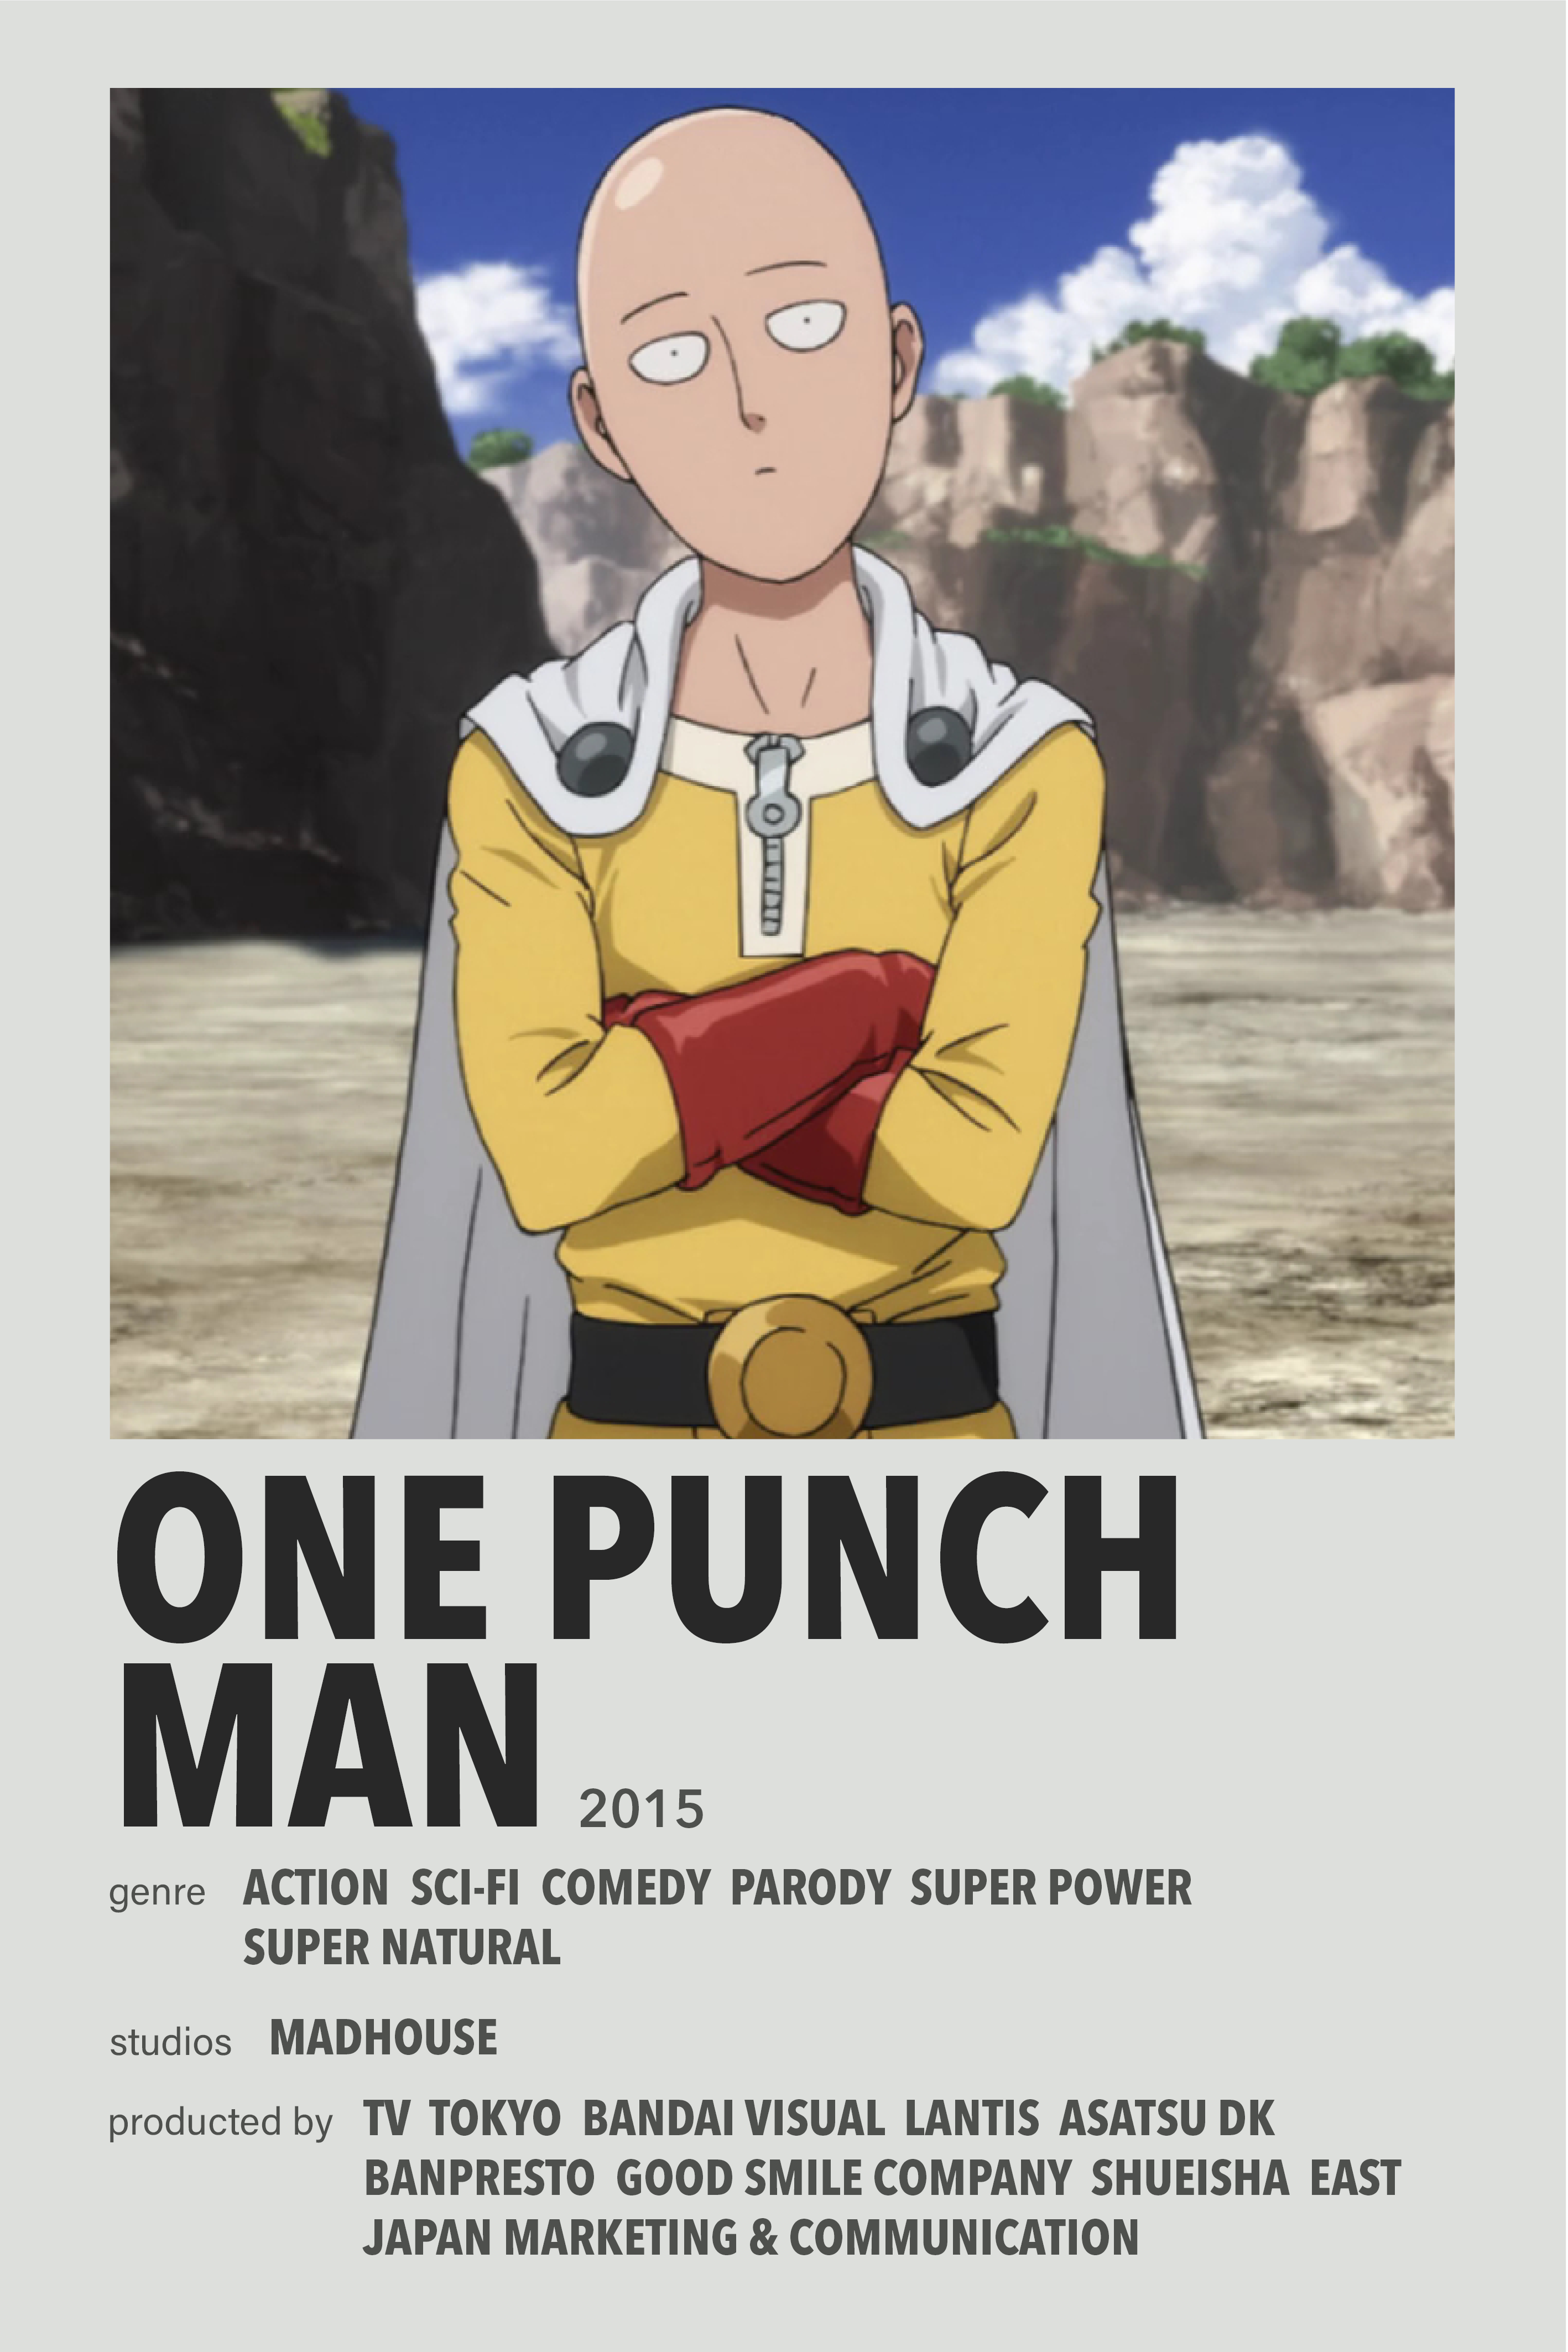 ONE PUNCH
MAN 2015
genre ACTION SCI-FI COMEDY PARODY SUPER POWER
SUPER NATURAL
studios MADHOUSE
producted by TV TOKYO BANDAI VISUAL LANTIS ASATSU DK
BANPRESTO GOOD SMILE COMPANY SHUEISHA EAST
JAPAN MARKETING & COMMUNICATION